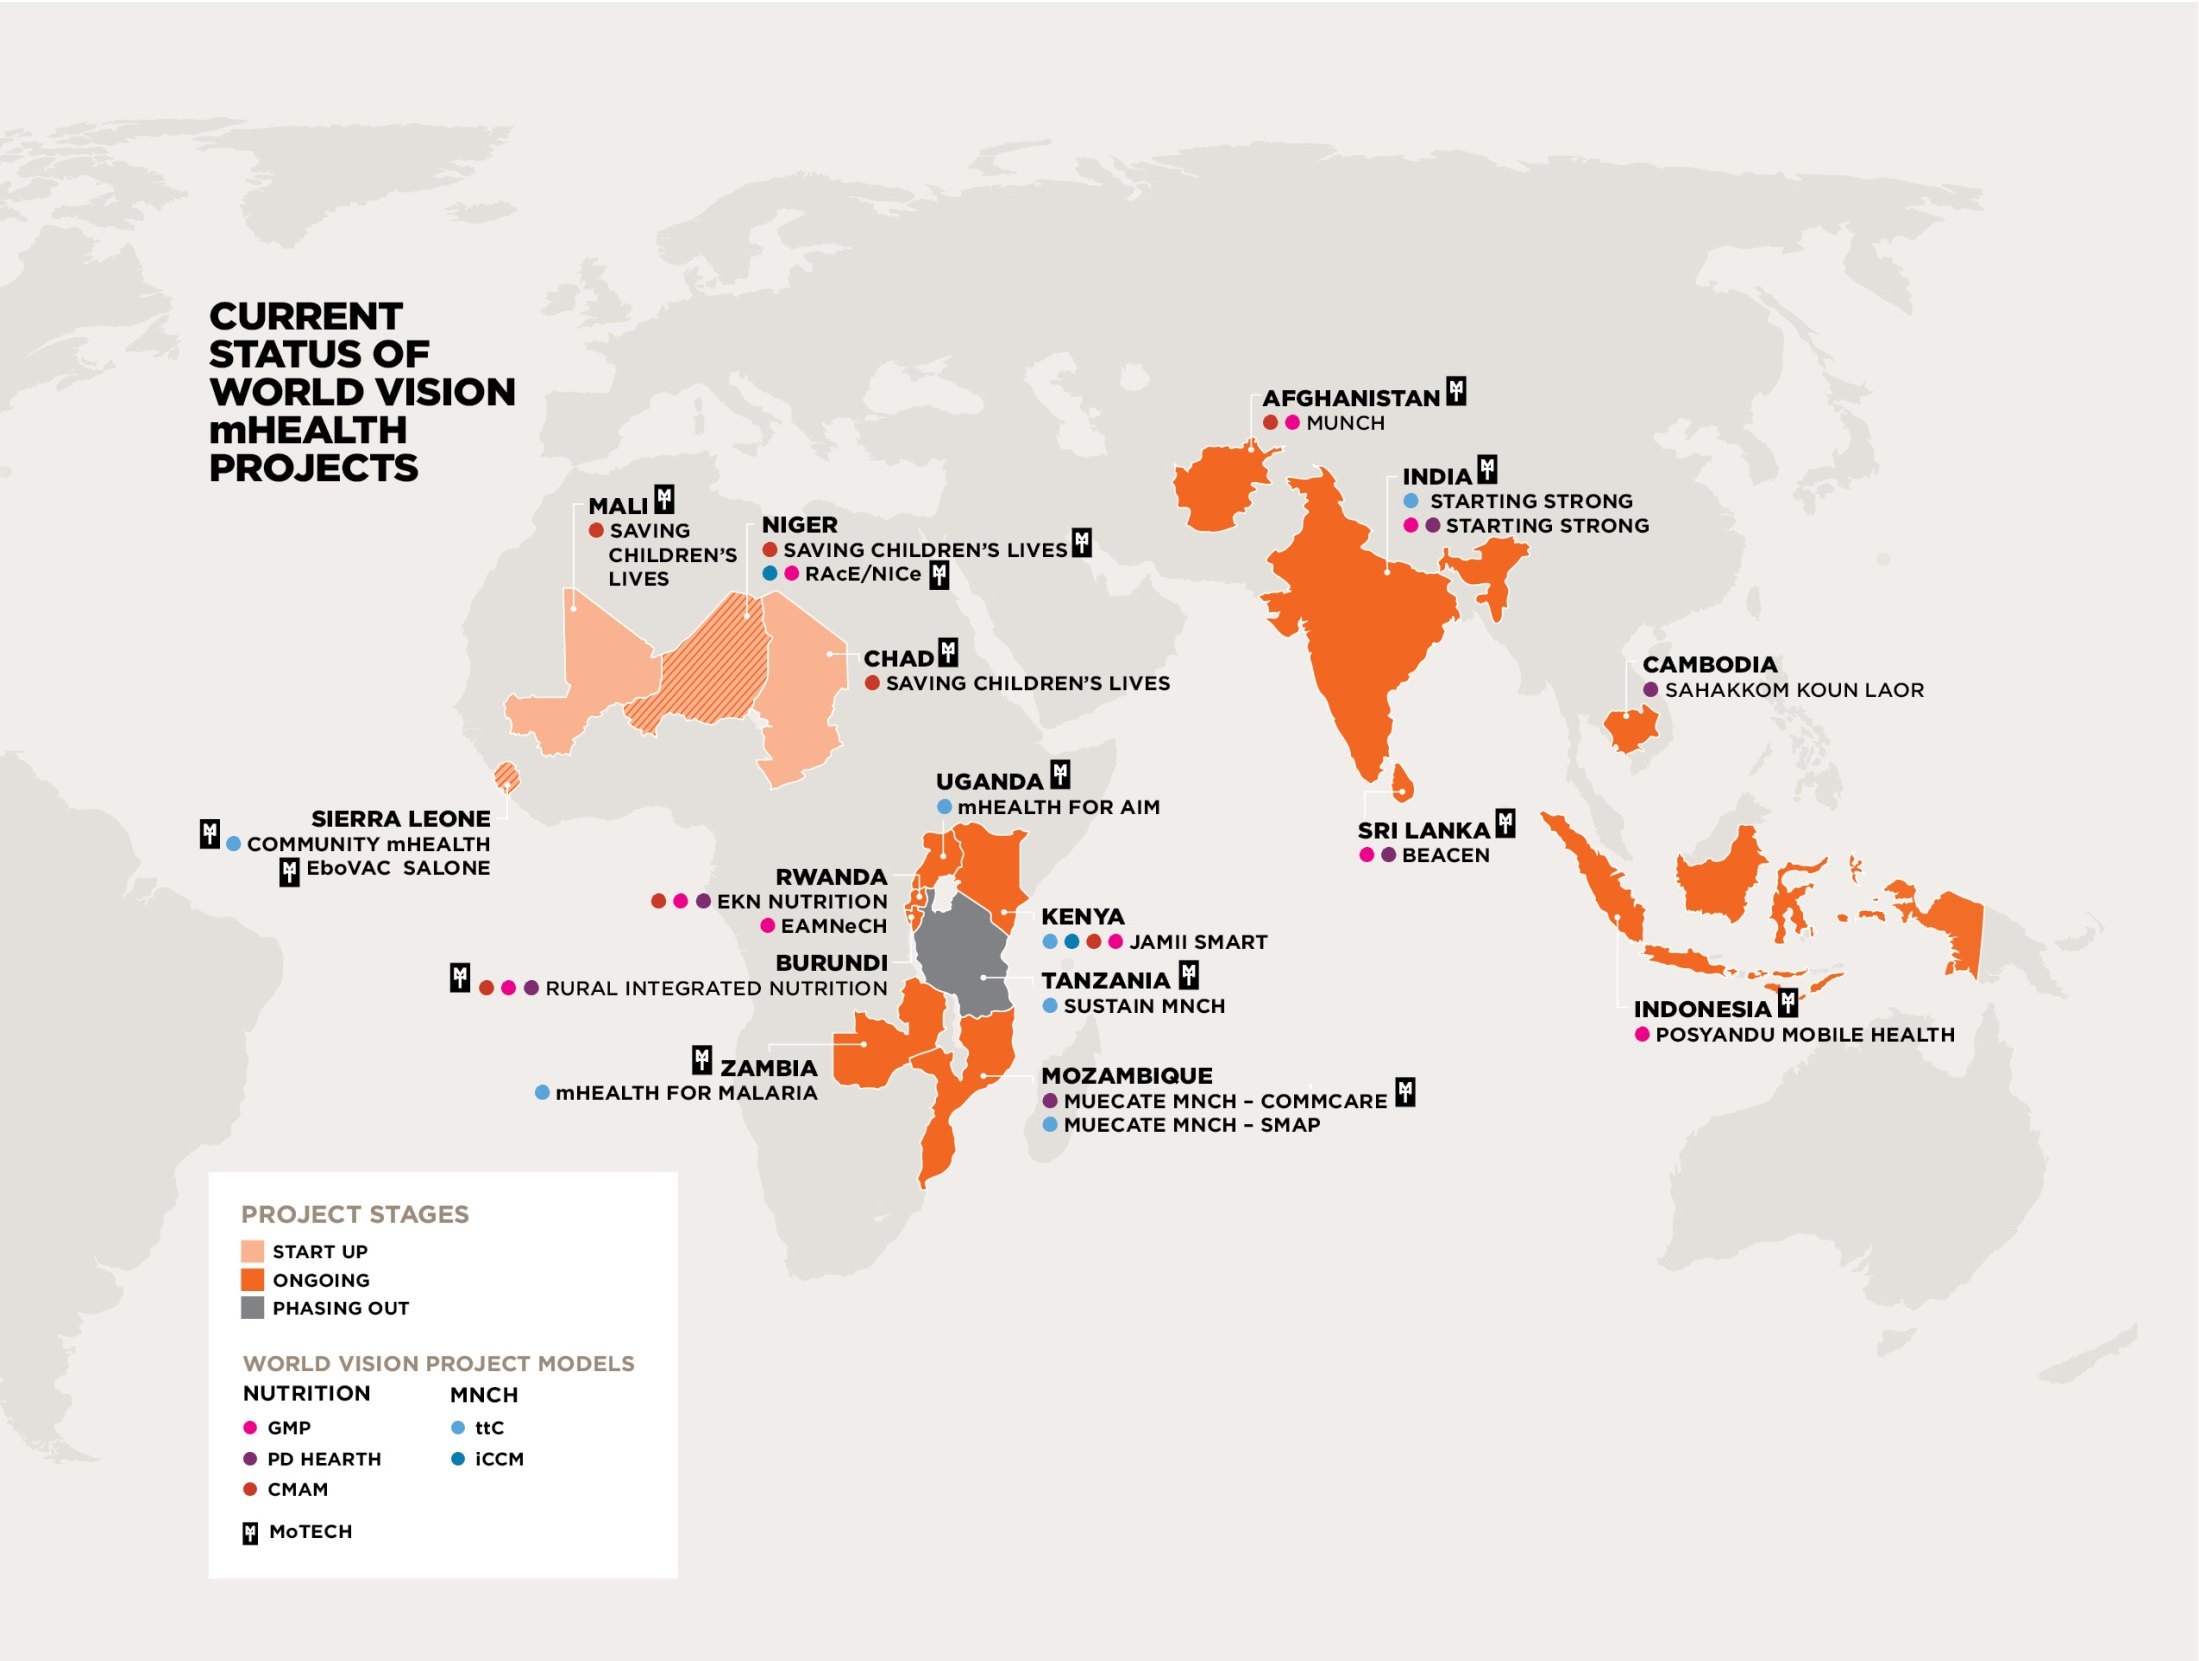 CURRENT
STATUS OF
WORLD VISION
mHEALTH
PROJECTS
AFGHANISTAN
MUNCH
INDIA
STARTING STRONG
STARTING STRONG
MALI
SAVING
CHILDREN'S
LIVES
NIGER
SAVING CHILDREN'S LIVES
RAcE/NICe
CHAD
SAVING CHILDREN'S LIVES
CAMBODIA
SAHAKKOM KOUN LAOR
SIERRA LEONE
COMMUNITY mHEALTH
EboVAC SALONE
UGANDA
mHEALTH FOR AIM
SRI LANKA
BEACEN
RWANDA
EKN NUTRITION
EAMNeCH
KENYA
JAMII SMART
BURUNDI
RURAL INTEGRATED NUTRITION
TANZANIA
SUSTAIN MNCH
INDONESIA
POSYANDU MOBILE HEALTH
ZAMBIA
mHEALTH FOR MALARIA
MOZAMBIQUE
MUECATE MNCH – COMMCARE
MUECATE MNCH – SMAP
PROJECT STAGES
START UP
ONGOING
PHASING OUT
WORLD VISION PROJECT MODELS
NUTRITION
MNCH
GMP
ttC
PD HEARTH
iCCM
CMAM
MoTECH